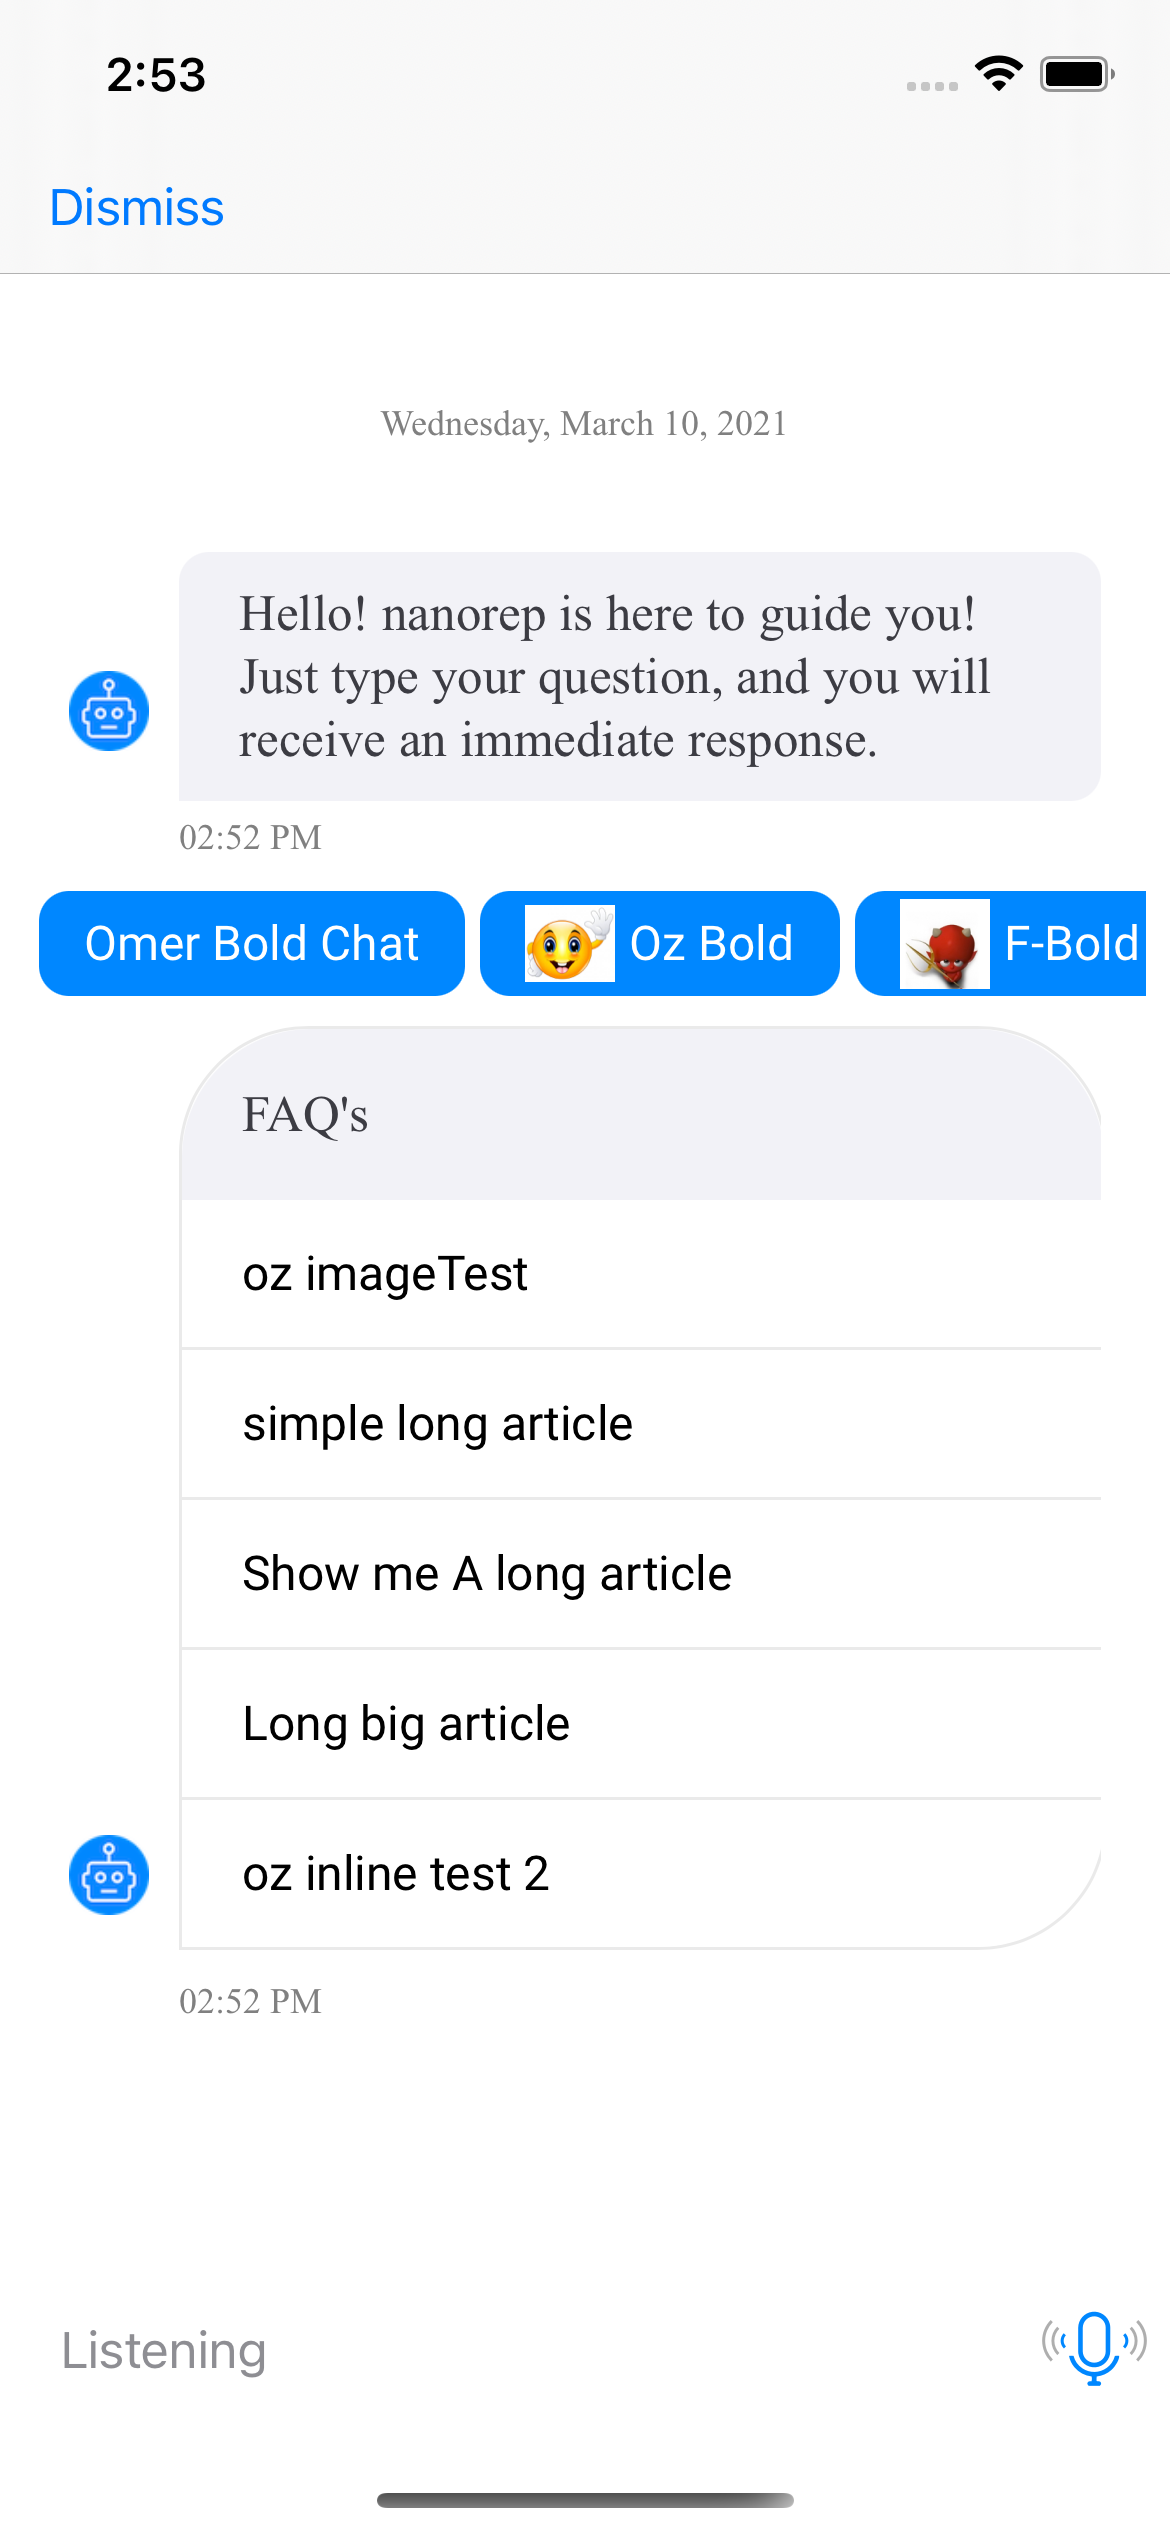 2:53
Dismiss
Wednesday, March 10, 2021
Hello! nanorep is here to guide you!
Just type your question, and you will
receive an immediate response.
02:52 PM
Omer Bold Chat
Oz Bold
F-Bold
FAQ's
oz imageTest
simple long article
Show me A long article
Long big article
oz inline test 2
02:52 PM
Listening